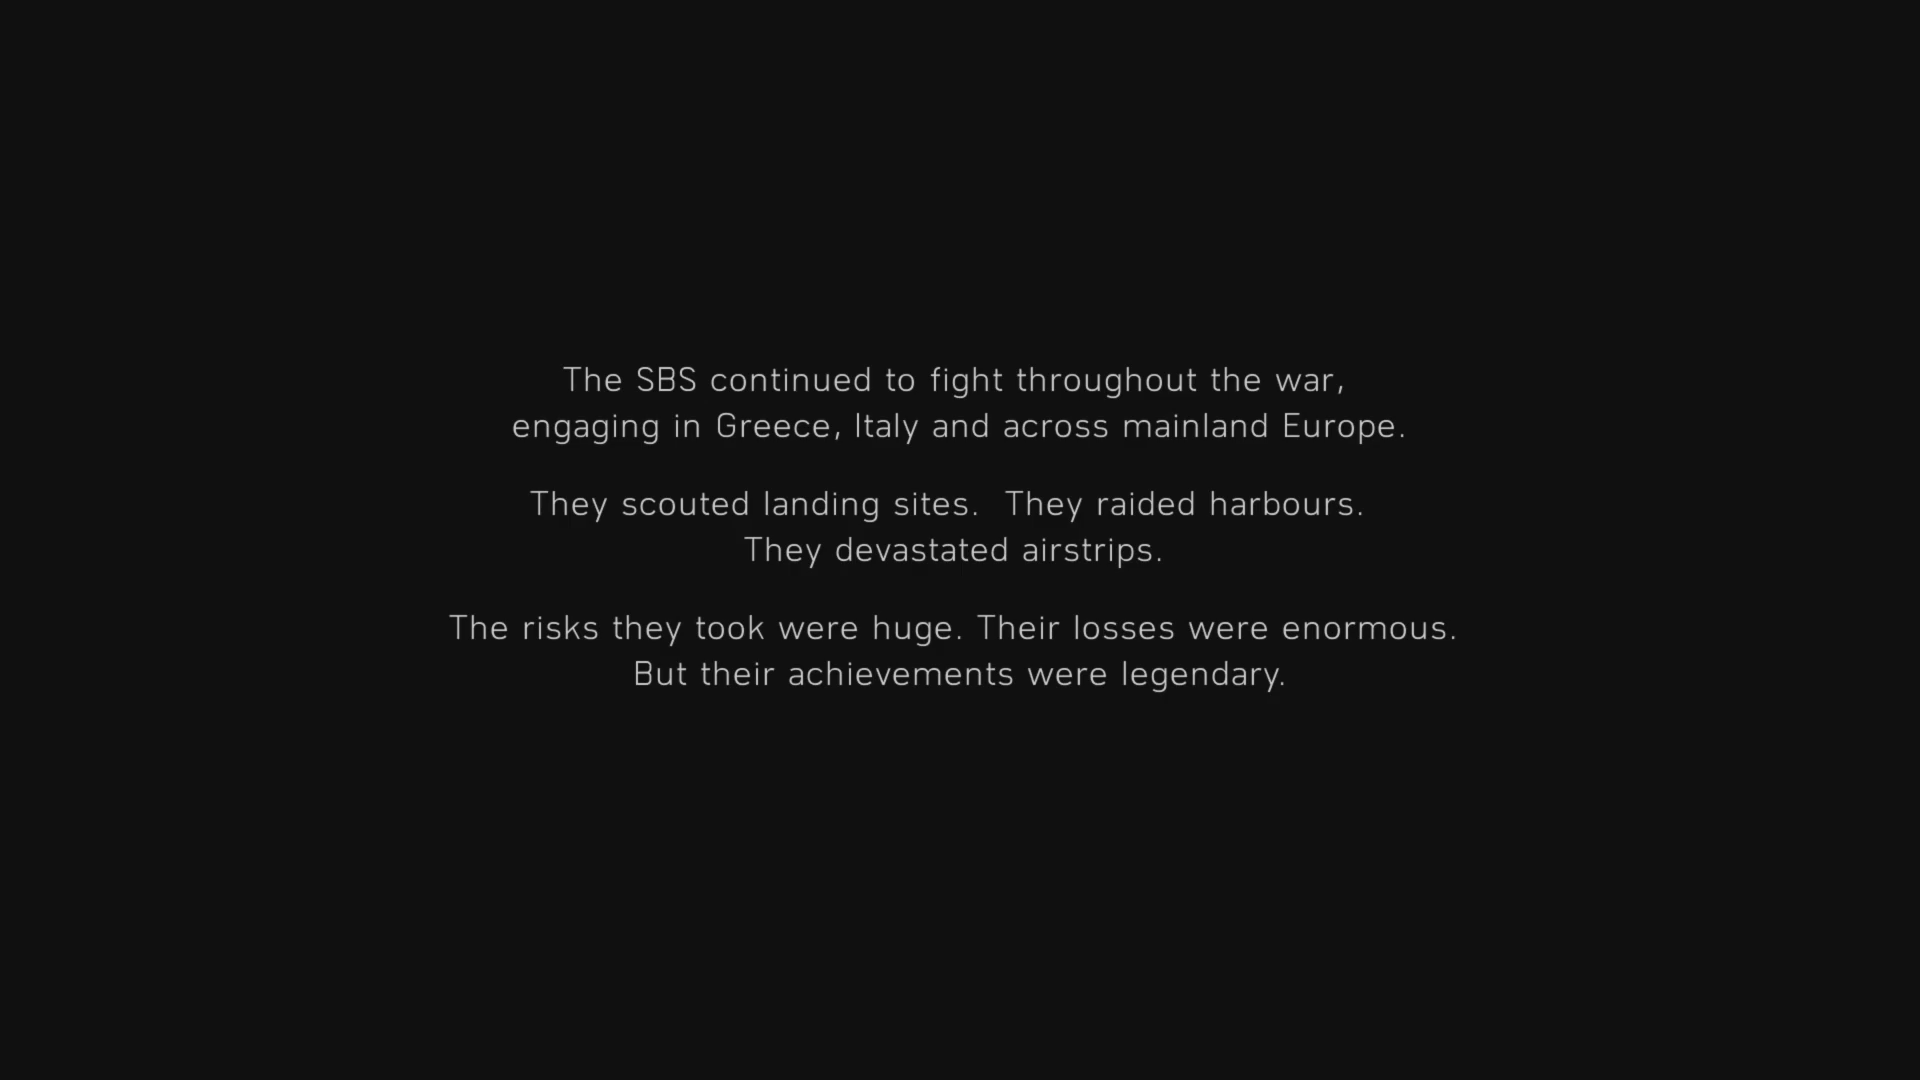 The SBS continued to fight throughout the war,
engaging in Greece, Italy and across mainland Europe.
They scouted landing sites.  They raided harbours.
They devastated airstrips.
The risks they took were huge. Their losses were enormous.
But their achievements were legendary.